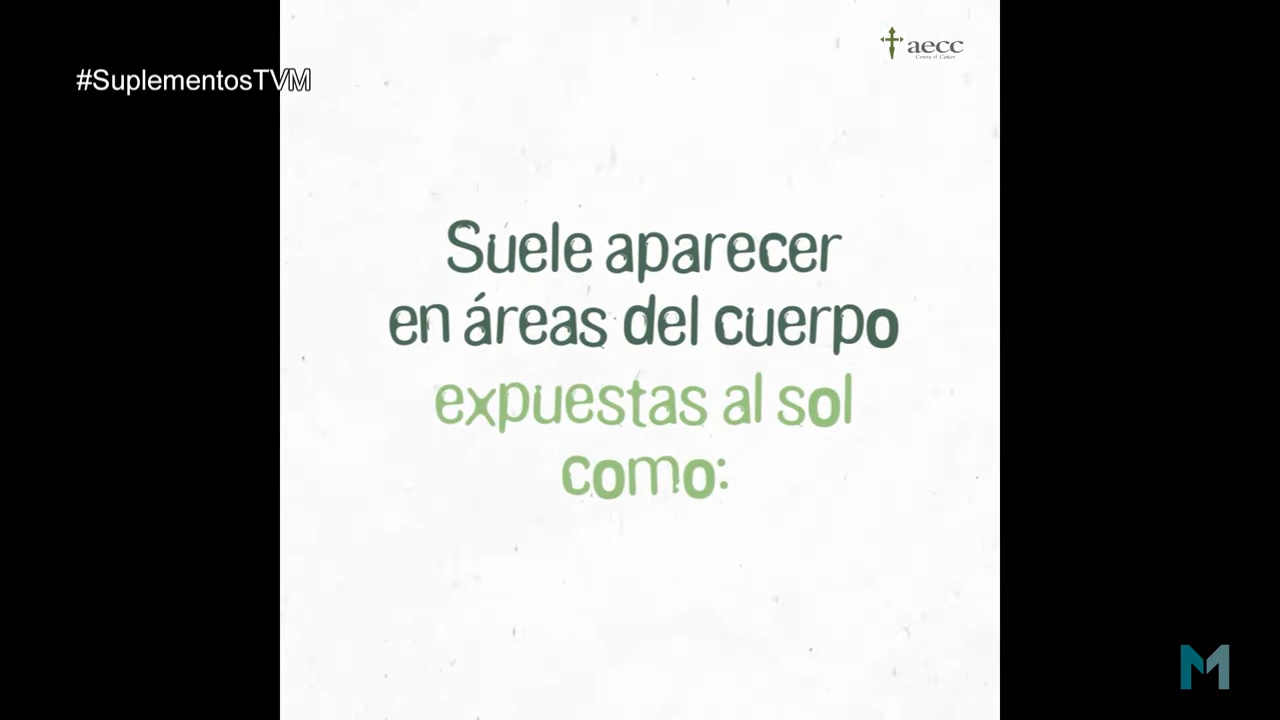 aecc
Contra el Cáncer
#SuplementosTVM
Suele aparecer
en áreas del cuerpo
expuestas al sol
como: